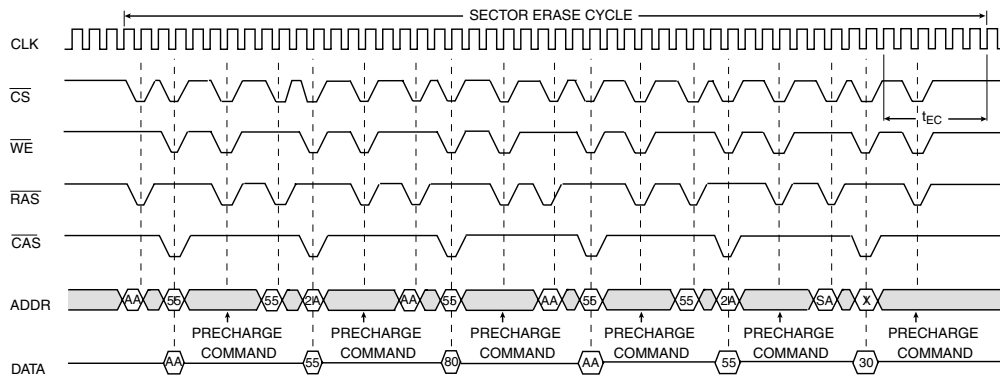 SECTOR ERASE CYCLE
CLK
CS
tEC
WE
RAS
CAS
ADDR AA 55 55 2A AA 55 AA 55 55 2A SA X
PRECHARGE COMMAND PRECHARGE COMMAND PRECHARGE COMMAND PRECHARGE COMMAND PRECHARGE COMMAND PRECHARGE COMMAND
DATA AA 55 80 AA 55 30